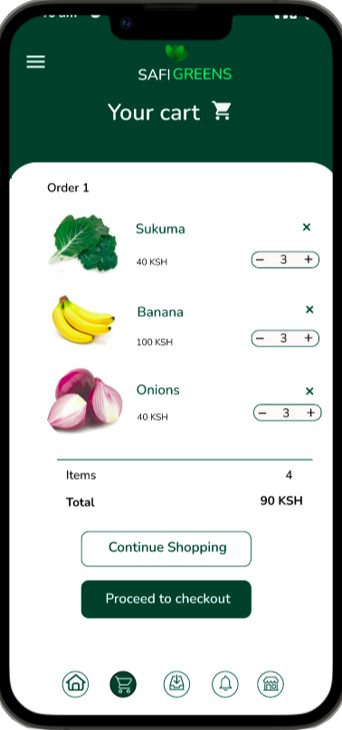 SAFI GREENS
Your cart
Order 1
Sukuma ×
40 KSH − 3 +
Banana ×
100 KSH − 3 +
Onions ×
40 KSH − 3 +
Items 4
Total 90 KSH
Continue Shopping
Proceed to checkout